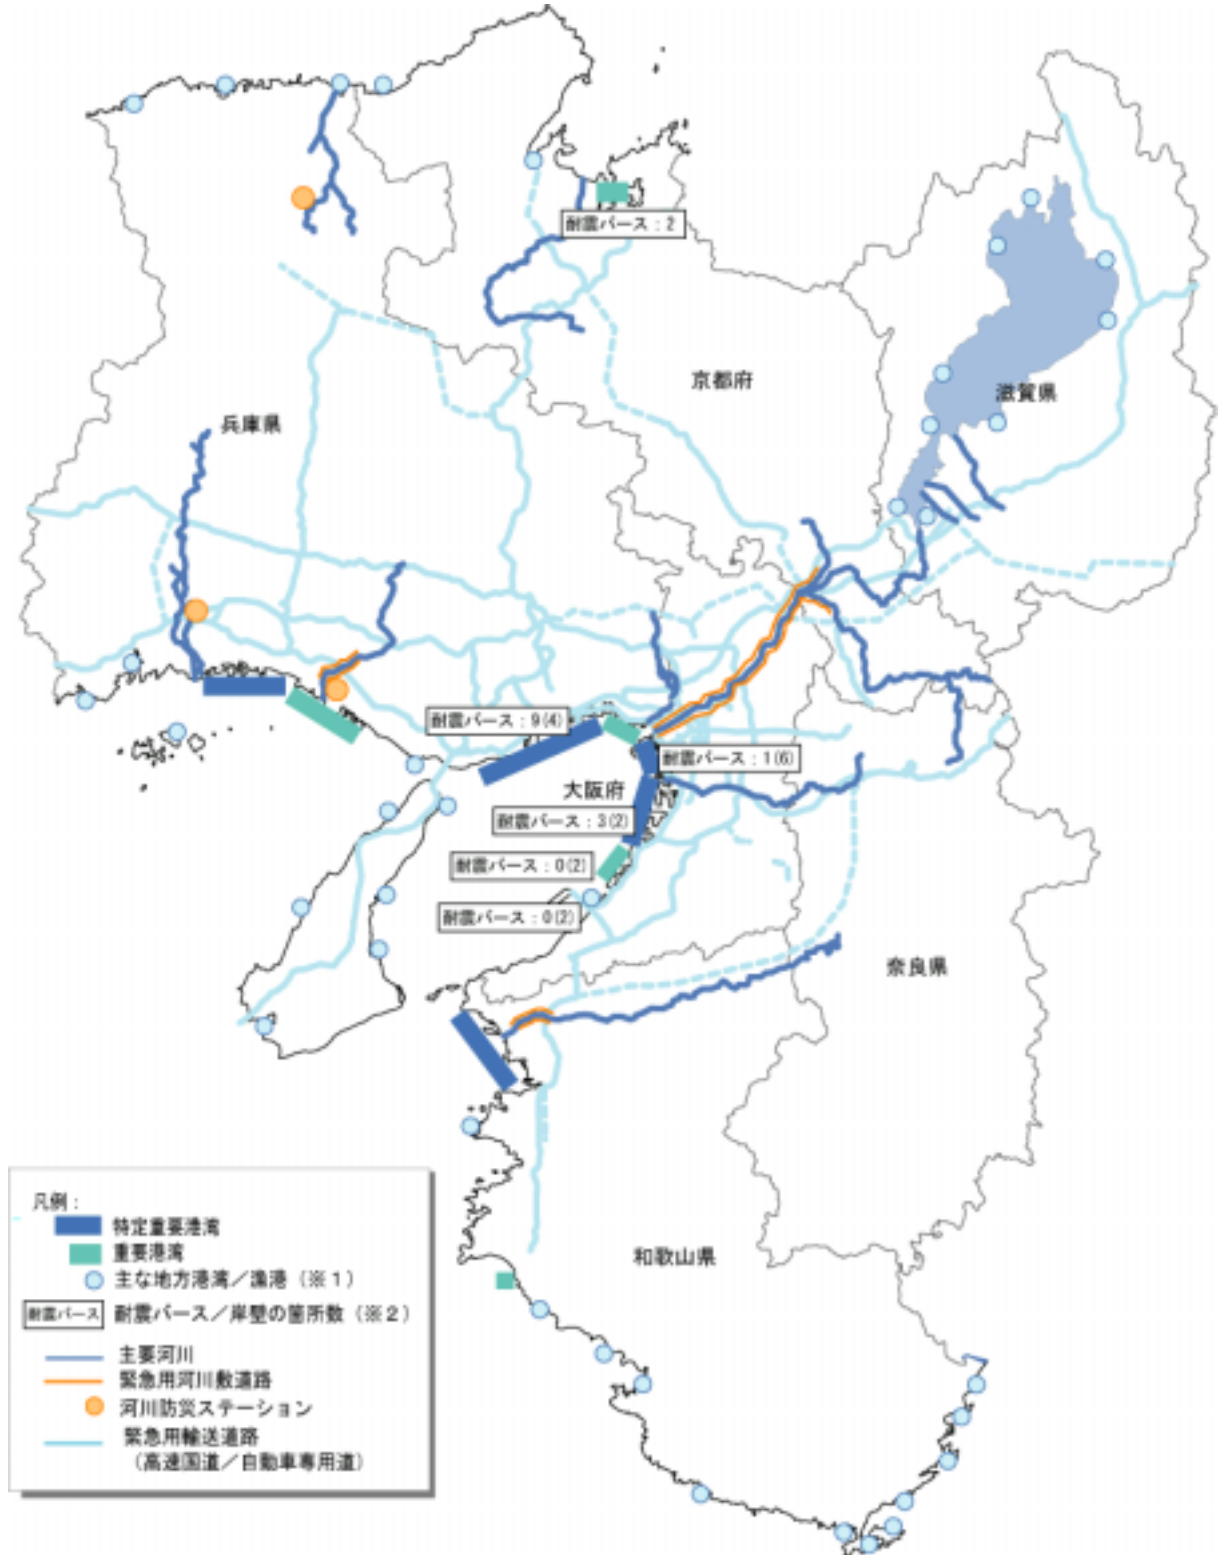 耐震バース：2
京都府
滋賀県
兵庫県
耐震バース：9(4)
耐震バース：1(6)
大阪府
耐震バース：3(2)
耐震バース：0(2)
耐震バース：0(2)
奈良県
和歌山県
凡例：
特定重要港湾
重要港湾
主な地方港湾／漁港（※１）
耐震バース 耐震バース／岸壁の箇所数（※２）
主要河川
緊急用河川敷道路
河川防災ステーション
緊急用輸送道路
（高速国道／自動車専用道）